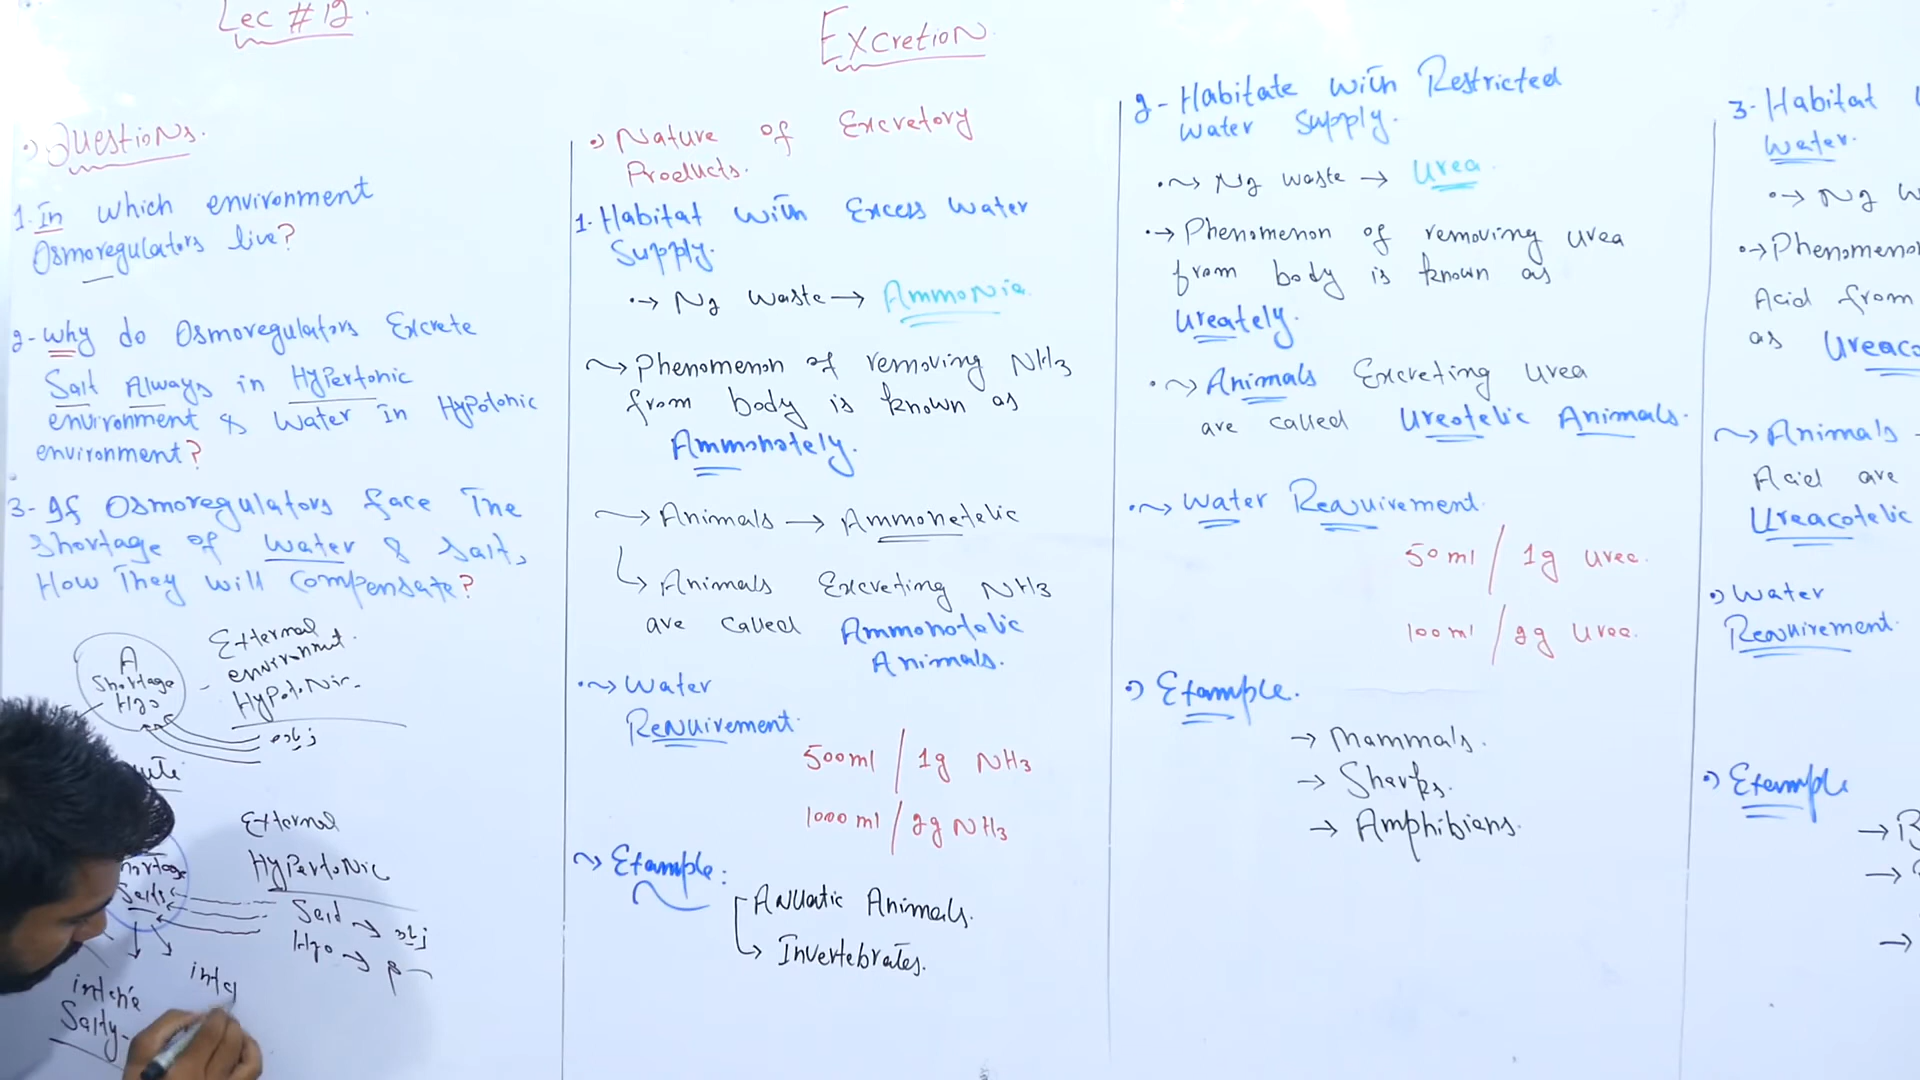 Lec # 12
Excretion
Questions.
1. In which environment
Osmoregulators live?
2- Why do Osmoregulators Excrete
Salt Always in Hypertonic
environment & Water In Hypotonic
environment?
3- If Osmoregulators face The
shortage of water & salt,
How They will Compensate?
A
Shortage
H2O
External
environment.
Hypotonic
External
Hypertonic
Salts
Salt →
H2O →
intake
Salty
Nature of Excretory
Products.
1- Habitat with Excess Water
Supply.
→ N2 waste → Ammonia
→ Phenomenon of removing NH3
from body is known as
Ammonotely.
→ Animals → Ammonotelic
→ Animals Excreting NH3
are called Ammonotelic
Animals.
→ Water
Requirement.
500ml / 1g NH3
1000 ml / 2g NH3
→ Example:
Aquatic Animals.
→ Invertebrates.
2- Habitate with Restricted
Water Supply.
→ N2 waste → Urea
→ Phenomenon of removing urea
from body is known as
Ureately.
→ Animals Excreting urea
are called Ureotelic Animals.
→ Water Requirement.
50 ml / 1g urea.
100 ml / 2g urea.
Example.
→ Mammals.
→ Sharks.
→ Amphibians.
3- Habitat
Water.
→ N2
→ Phenomeno
Acid from
as Ureaco
→ Animals
Acid are
Ureacotelic
Water
Requirement.
Example
→
→
→